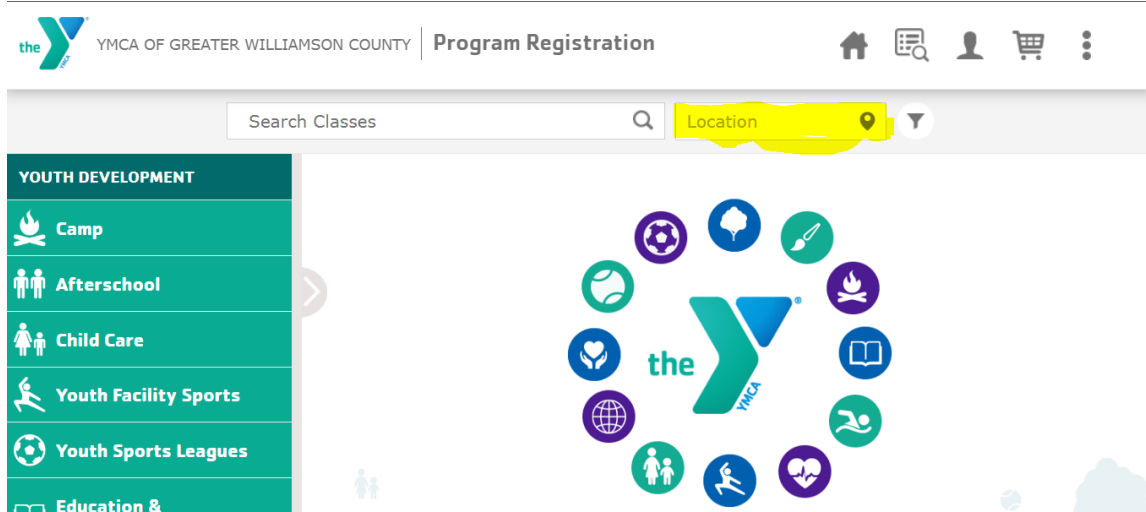 the
YMCA
YMCA OF GREATER WILLIAMSON COUNTY
Program Registration
Search Classes
Location
YOUTH DEVELOPMENT
Camp
Afterschool
Child Care
Youth Facility Sports
Youth Sports Leagues
Education &
the
YMCA
®